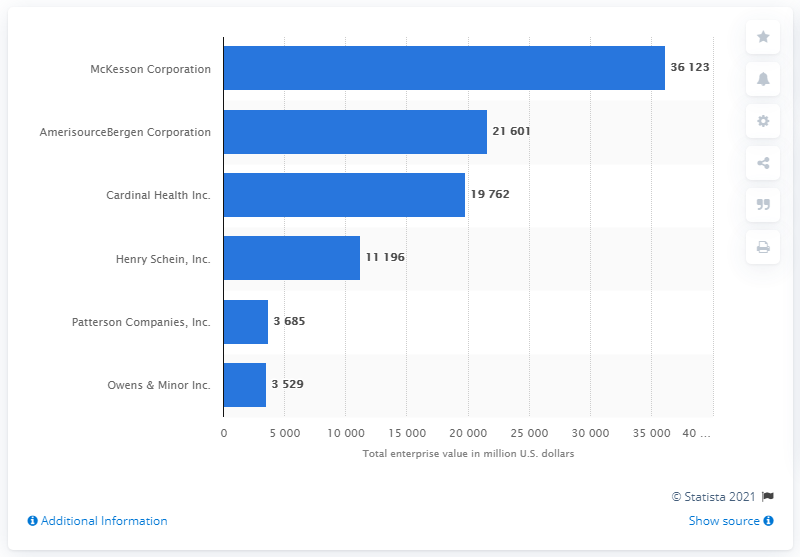 McKesson Corporation 36 123
AmerisourceBergen Corporation 21 601
Cardinal Health Inc. 19 762
Henry Schein, Inc. 11 196
Patterson Companies, Inc. 3 685
Owens & Minor Inc. 3 529
0 5 000 10 000 15 000 20 000 25 000 30 000 35 000 40 ...
Total enterprise value in million U.S. dollars
© Statista 2021
Additional Information Show source